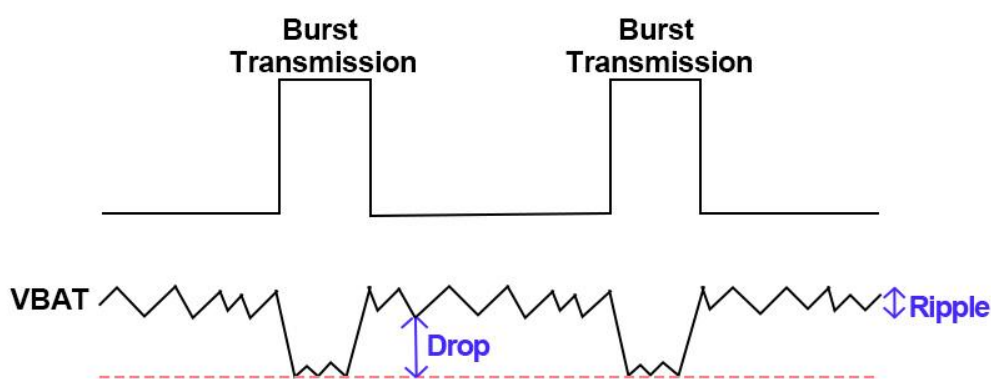 Burst
Transmission
Burst
Transmission
VBAT
Ripple
Drop